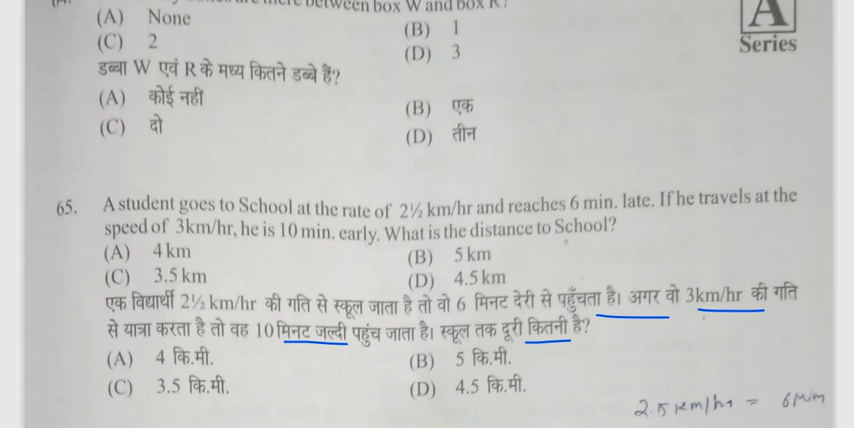 between box W and box R?
(A) None (B) 1
(C) 2 (D) 3
A
Series
डब्बा W एवं R के मध्य कितने डब्बे हैं?
(A) कोई नहीं (B) एक
(C) दो (D) तीन
65. A student goes to School at the rate of 2½ km/hr and reaches 6 min. late. If he travels at the
speed of 3km/hr, he is 10 min. early. What is the distance to School?
(A) 4 km (B) 5 km
(C) 3.5 km (D) 4.5 km
एक विद्यार्थी 2½ km/hr की गति से स्कूल जाता है तो वो 6 मिनट देरी से पहुँचता है। अगर वो 3km/hr की गति
से यात्रा करता है तो वह 10 मिनट जल्दी पहुंच जाता है। स्कूल तक दूरी कितनी है?
(A) 4 कि.मी. (B) 5 कि.मी.
(C) 3.5 कि.मी. (D) 4.5 कि.मी.
2.5 km/hr = 6 min